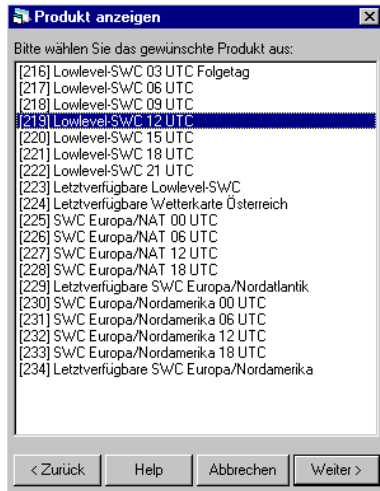 Produkt anzeigen
Bitte wählen Sie das gewünschte Produkt aus:
[216] Lowlevel-SWC 03 UTC Folgetag
[217] Lowlevel-SWC 06 UTC
[218] Lowlevel-SWC 09 UTC
[219] Lowlevel-SWC 12 UTC
[220] Lowlevel-SWC 15 UTC
[221] Lowlevel-SWC 18 UTC
[222] Lowlevel-SWC 21 UTC
[223] Letztverfügbare Lowlevel-SWC
[224] Letztverfügbare Wetterkarte Österreich
[225] SWC Europa/NAT 00 UTC
[226] SWC Europa/NAT 06 UTC
[227] SWC Europa/NAT 12 UTC
[228] SWC Europa/NAT 18 UTC
[229] Letztverfügbare SWC Europa/Nordatlantik
[230] SWC Europa/Nordamerika 00 UTC
[231] SWC Europa/Nordamerika 06 UTC
[232] SWC Europa/Nordamerika 12 UTC
[233] SWC Europa/Nordamerika 18 UTC
[234] Letztverfügbare SWC Europa/Nordamerika
< Zurück Help Abbrechen Weiter >